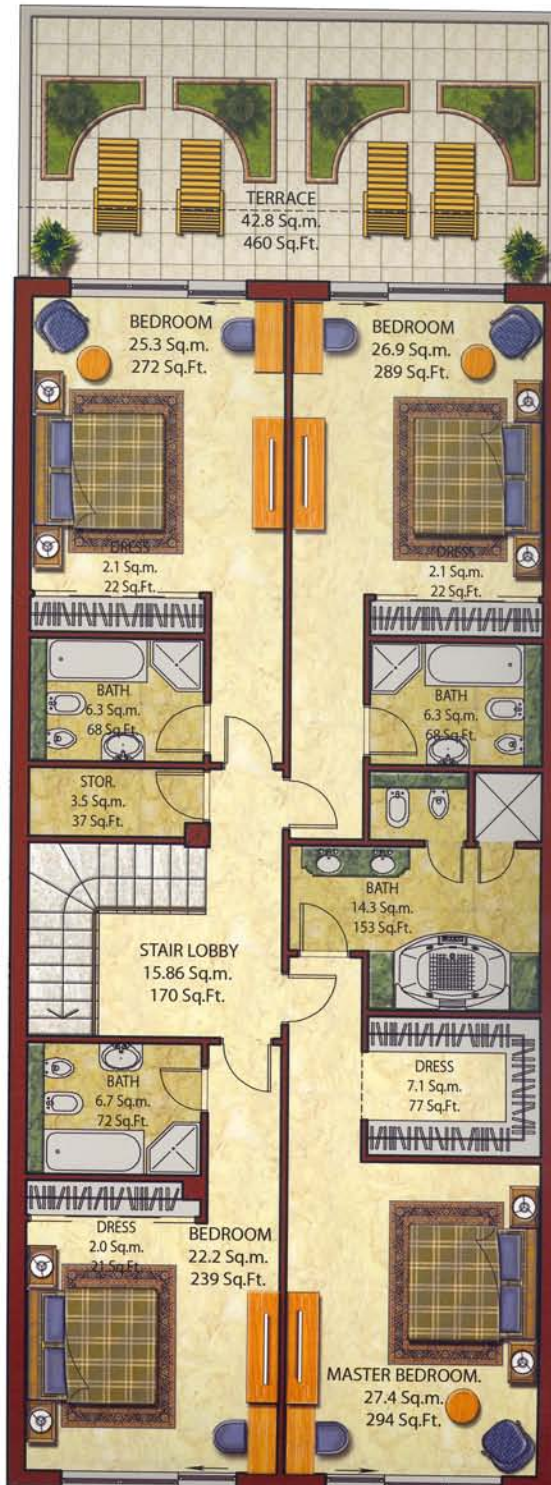 TERRACE
42.8 Sq.m.
460 Sq.Ft.
BEDROOM
25.3 Sq.m.
272 Sq.Ft.
BEDROOM
26.9 Sq.m.
289 Sq.Ft.
DRESS
2.1 Sq.m.
22 Sq.Ft.
DRESS
2.1 Sq.m.
22 Sq.Ft.
BATH
6.3 Sq.m.
68 Sq.Ft.
BATH
6.3 Sq.m.
68 Sq.Ft.
STOR.
3.5 Sq.m.
37 Sq.Ft.
BATH
14.3 Sq.m.
153 Sq.Ft.
STAIR LOBBY
15.86 Sq.m.
170 Sq.Ft.
BATH
6.7 Sq.m.
72 Sq.Ft.
DRESS
7.1 Sq.m.
77 Sq.Ft.
DRESS
2.0 Sq.m.
21 Sq.Ft.
BEDROOM
22.2 Sq.m.
239 Sq.Ft.
MASTER BEDROOM.
27.4 Sq.m.
294 Sq.Ft.